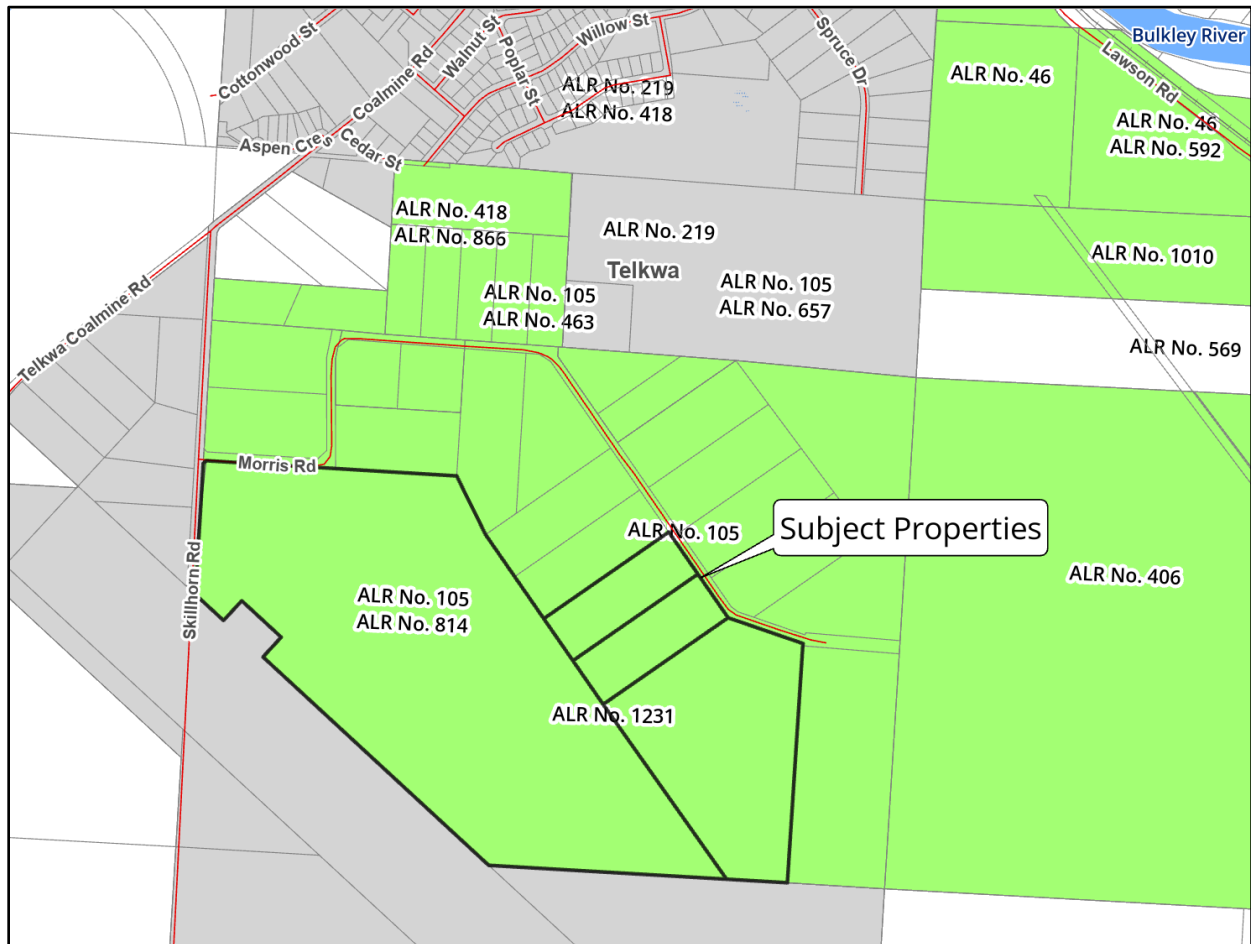 Cottonwood St
Coalmine Rd
Walnut St
Poplar St
Willow St
Spruce Dr
Bulkley River
Lawson Rd
ALR No. 46
ALR No. 219
ALR No. 418
ALR No. 46
ALR No. 592
Aspen Cres
Cedar St
ALR No. 418
ALR No. 866
ALR No. 219
Telkwa
ALR No. 1010
ALR No. 105
ALR No. 463
ALR No. 105
ALR No. 657
Telkwa Coalmine Rd
ALR No. 569
Morris Rd
ALR No. 105
Subject Properties
Skillhorn Rd
ALR No. 105
ALR No. 814
ALR No. 406
ALR No. 1231